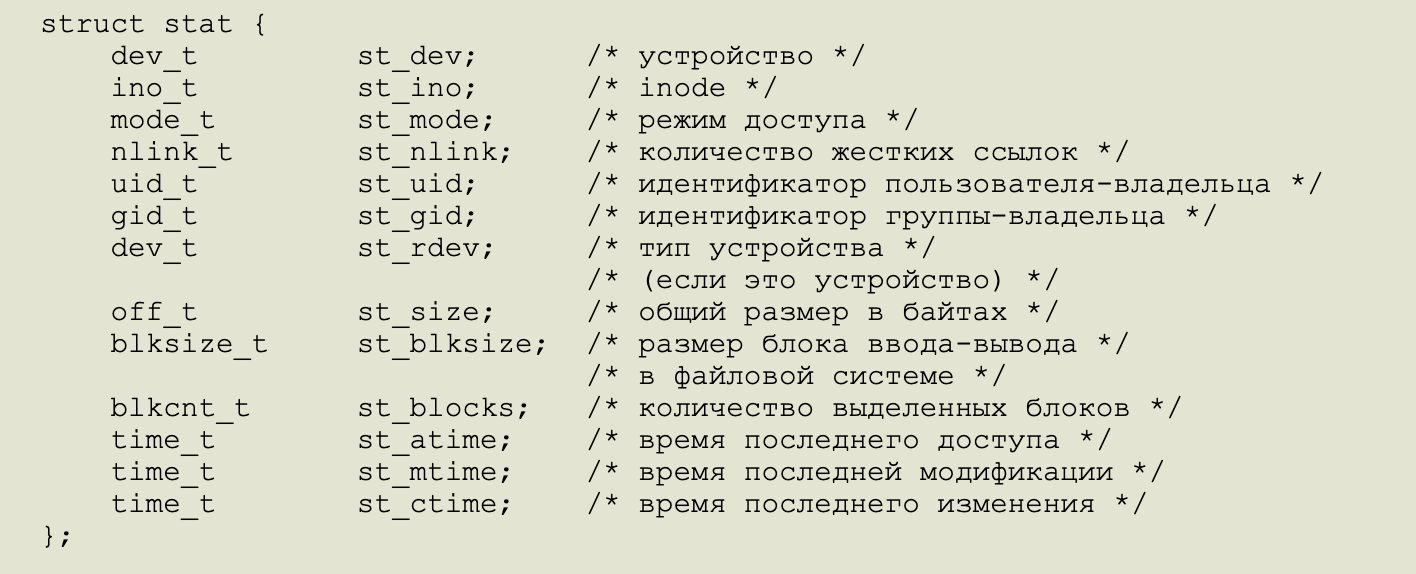 struct stat {
    dev_t         st_dev;      /* устройство */
    ino_t         st_ino;      /* inode */
    mode_t        st_mode;     /* режим доступа */
    nlink_t       st_nlink;    /* количество жестких ссылок */
    uid_t         st_uid;      /* идентификатор пользователя-владельца */
    gid_t         st_gid;      /* идентификатор группы-владельца */
    dev_t         st_rdev;     /* тип устройства */
                               /* (если это устройство) */
    off_t         st_size;     /* общий размер в байтах */
    blksize_t     st_blksize;  /* размер блока ввода-вывода */
                               /* в файловой системе */
    blkcnt_t      st_blocks;   /* количество выделенных блоков */
    time_t        st_atime;    /* время последнего доступа */
    time_t        st_mtime;    /* время последней модификации */
    time_t        st_ctime;    /* время последнего изменения */
};